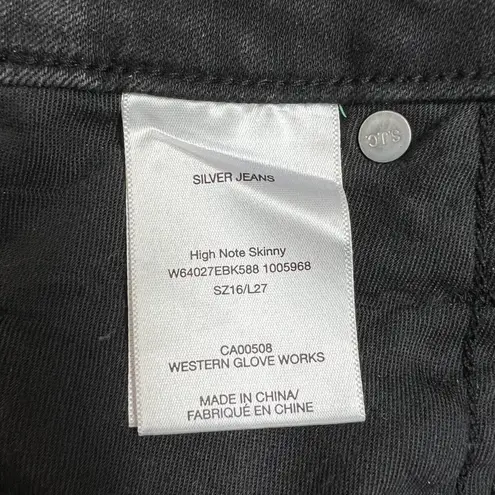 SILVER JEANS
S.J.C.
High Note Skinny
W64027EBK588 1005968
SZ16/L27
CA00508
WESTERN GLOVE WORKS
MADE IN CHINA/
FABRIQUÉ EN CHINE